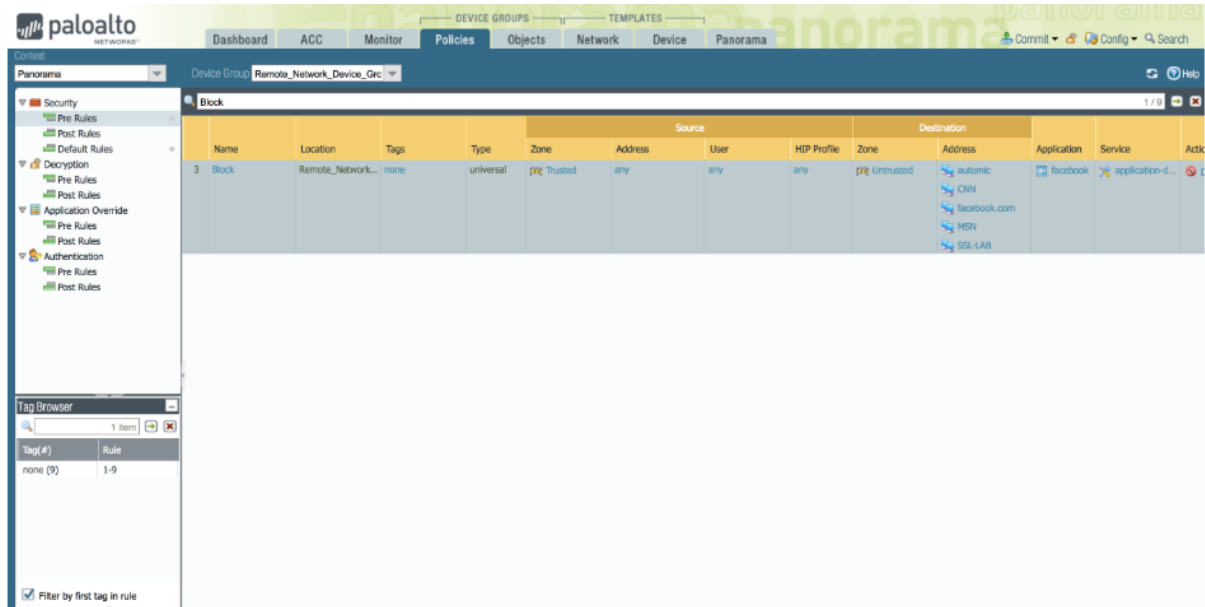 paloalto
NETWORKS
DEVICE GROUPS
TEMPLATES
Dashboard ACC Monitor Policies Objects Network Device Panorama
Commit Config Search
Context
Panorama
Device Group Remote_Network_Device_Grc
Help
Block
1 / 9
Security
Pre Rules
Post Rules
Default Rules
Decryption
Pre Rules
Post Rules
Application Override
Pre Rules
Post Rules
Authentication
Pre Rules
Post Rules
Source Destination
Name Location Tags Type Zone Address User HIP Profile Zone Address Application Service Actic
3 Block Remote_Network... none universal Trusted any any any Untrusted automic facebook application-d...
CNN
facebook.com
MSN
SSL-LAB
Tag Browser
1 item
Tag(#) Rule
none (9) 1-9
Filter by first tag in rule